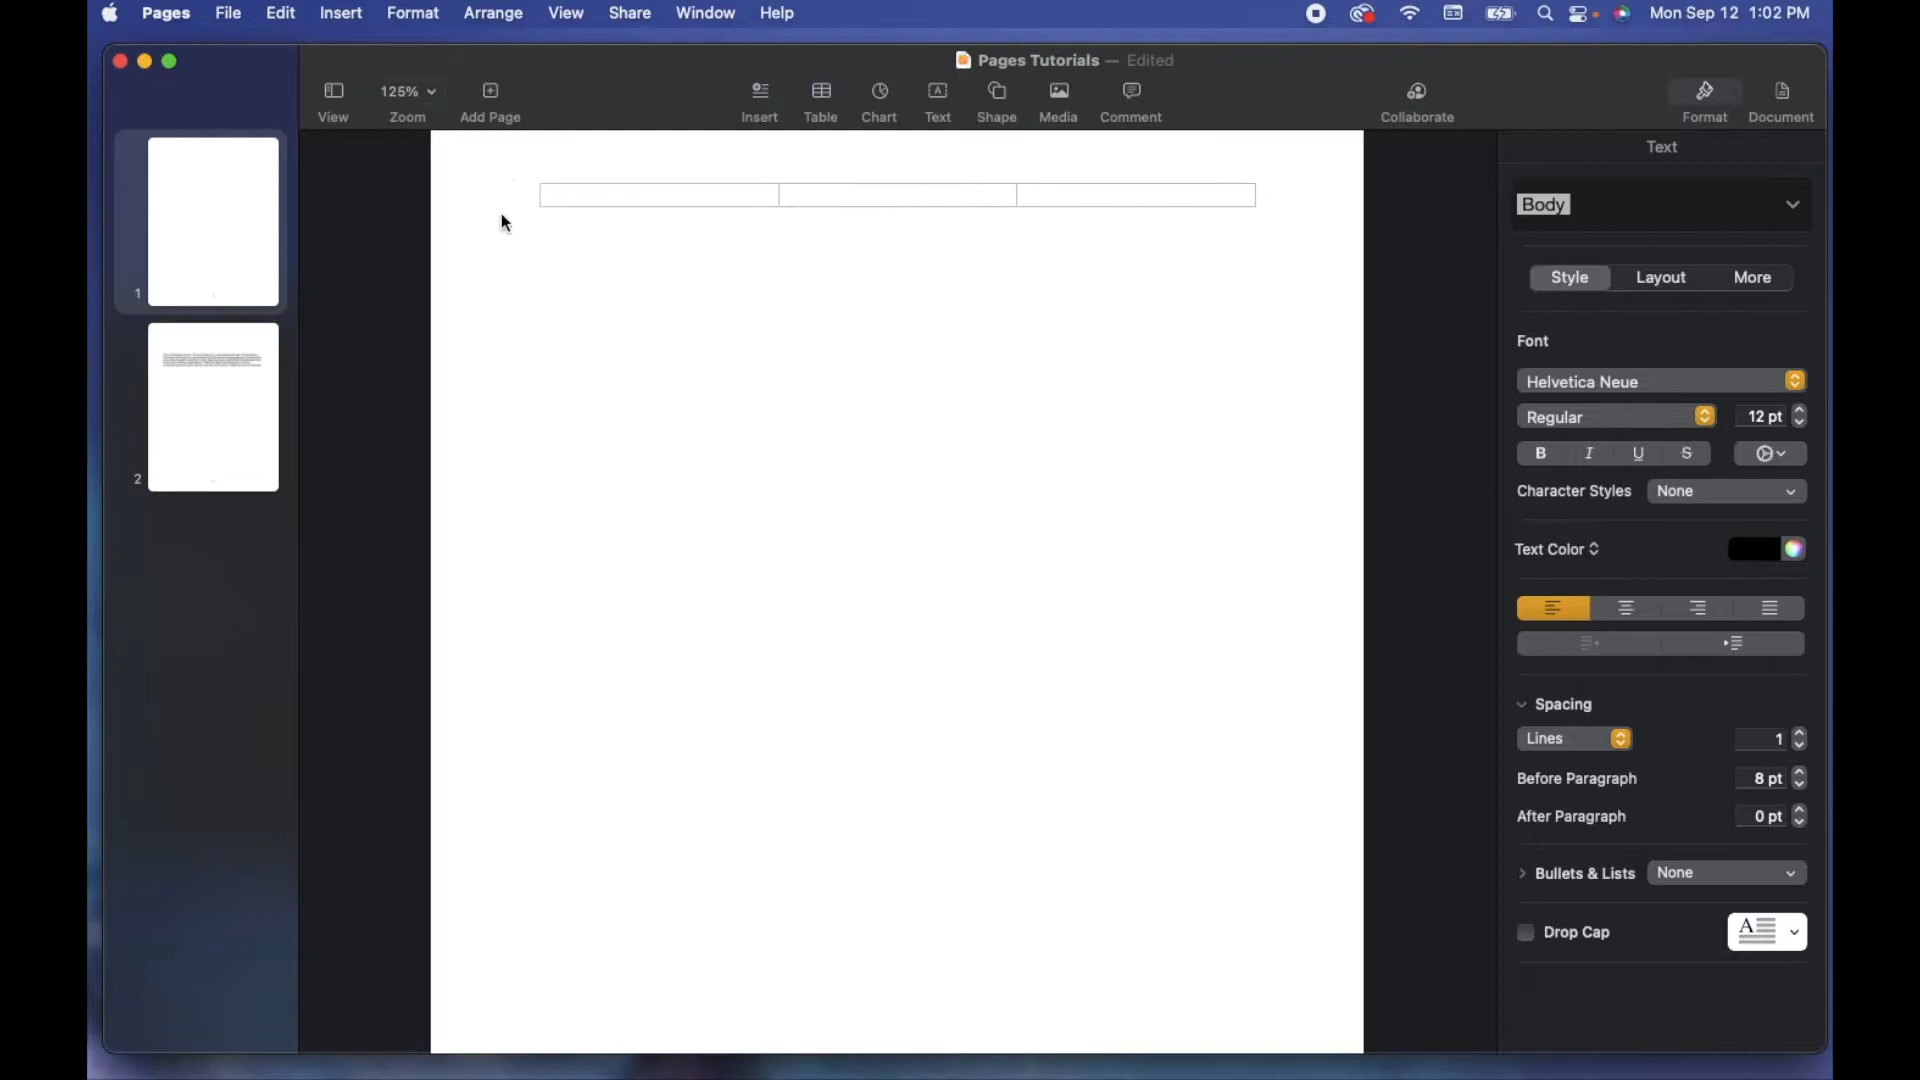 Pages File Edit Insert Format Arrange View Share Window Help Mon Sep 12 1:02 PM
Pages Tutorials — Edited
125%
View Zoom Add Page Insert Table Chart Text Shape Media Comment Collaborate Format Document
Text
Body
Style Layout More
1
Font
Helvetica Neue
Regular 12 pt
B I U S
2
Character Styles None
Text Color
Spacing
Lines 1
Before Paragraph 8 pt
After Paragraph 0 pt
Bullets & Lists None
Drop Cap A